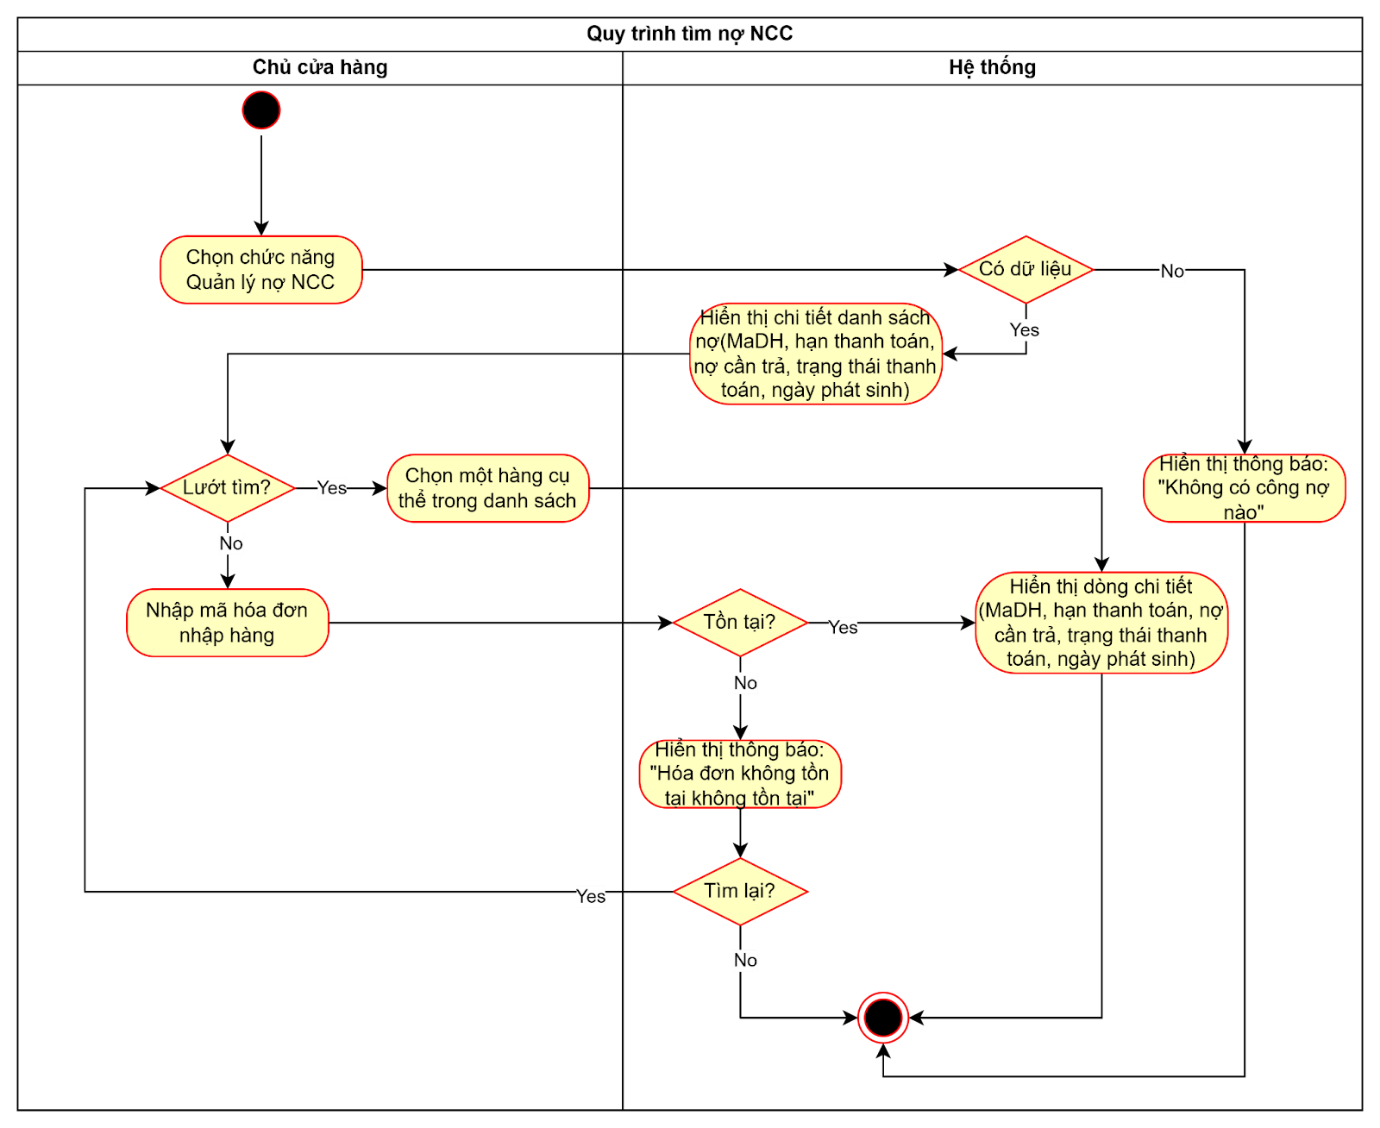 Quy trình tìm nợ NCC
Chủ cửa hàng
Hệ thống
Chọn chức năng
Quản lý nợ NCC
Có dữ liệu
No
Yes
Hiển thị chi tiết danh sách
nợ(MaDH, hạn thanh toán,
nợ cần trả, trạng thái thanh
toán, ngày phát sinh)
Lướt tìm?
Yes
Chọn một hàng cụ
thể trong danh sách
Hiển thị thông báo:
"Không có công nợ
nào"
No
Nhập mã hóa đơn
nhập hàng
Tồn tại?
Yes
Hiển thị dòng chi tiết
(MaDH, hạn thanh toán, nợ
cần trả, trạng thái thanh
toán, ngày phát sinh)
No
Hiển thị thông báo:
"Hóa đơn không tồn
tại không tồn tại"
Tìm lại?
Yes
No